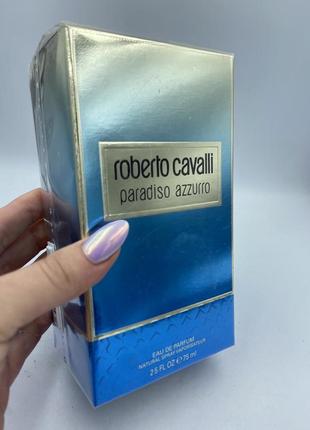 roberto cavalli
paradiso azzurro
EAU DE PARFUM
NATURAL SPRAY VAPORISATEUR
2.5 FL OZ ℮ 75 ml